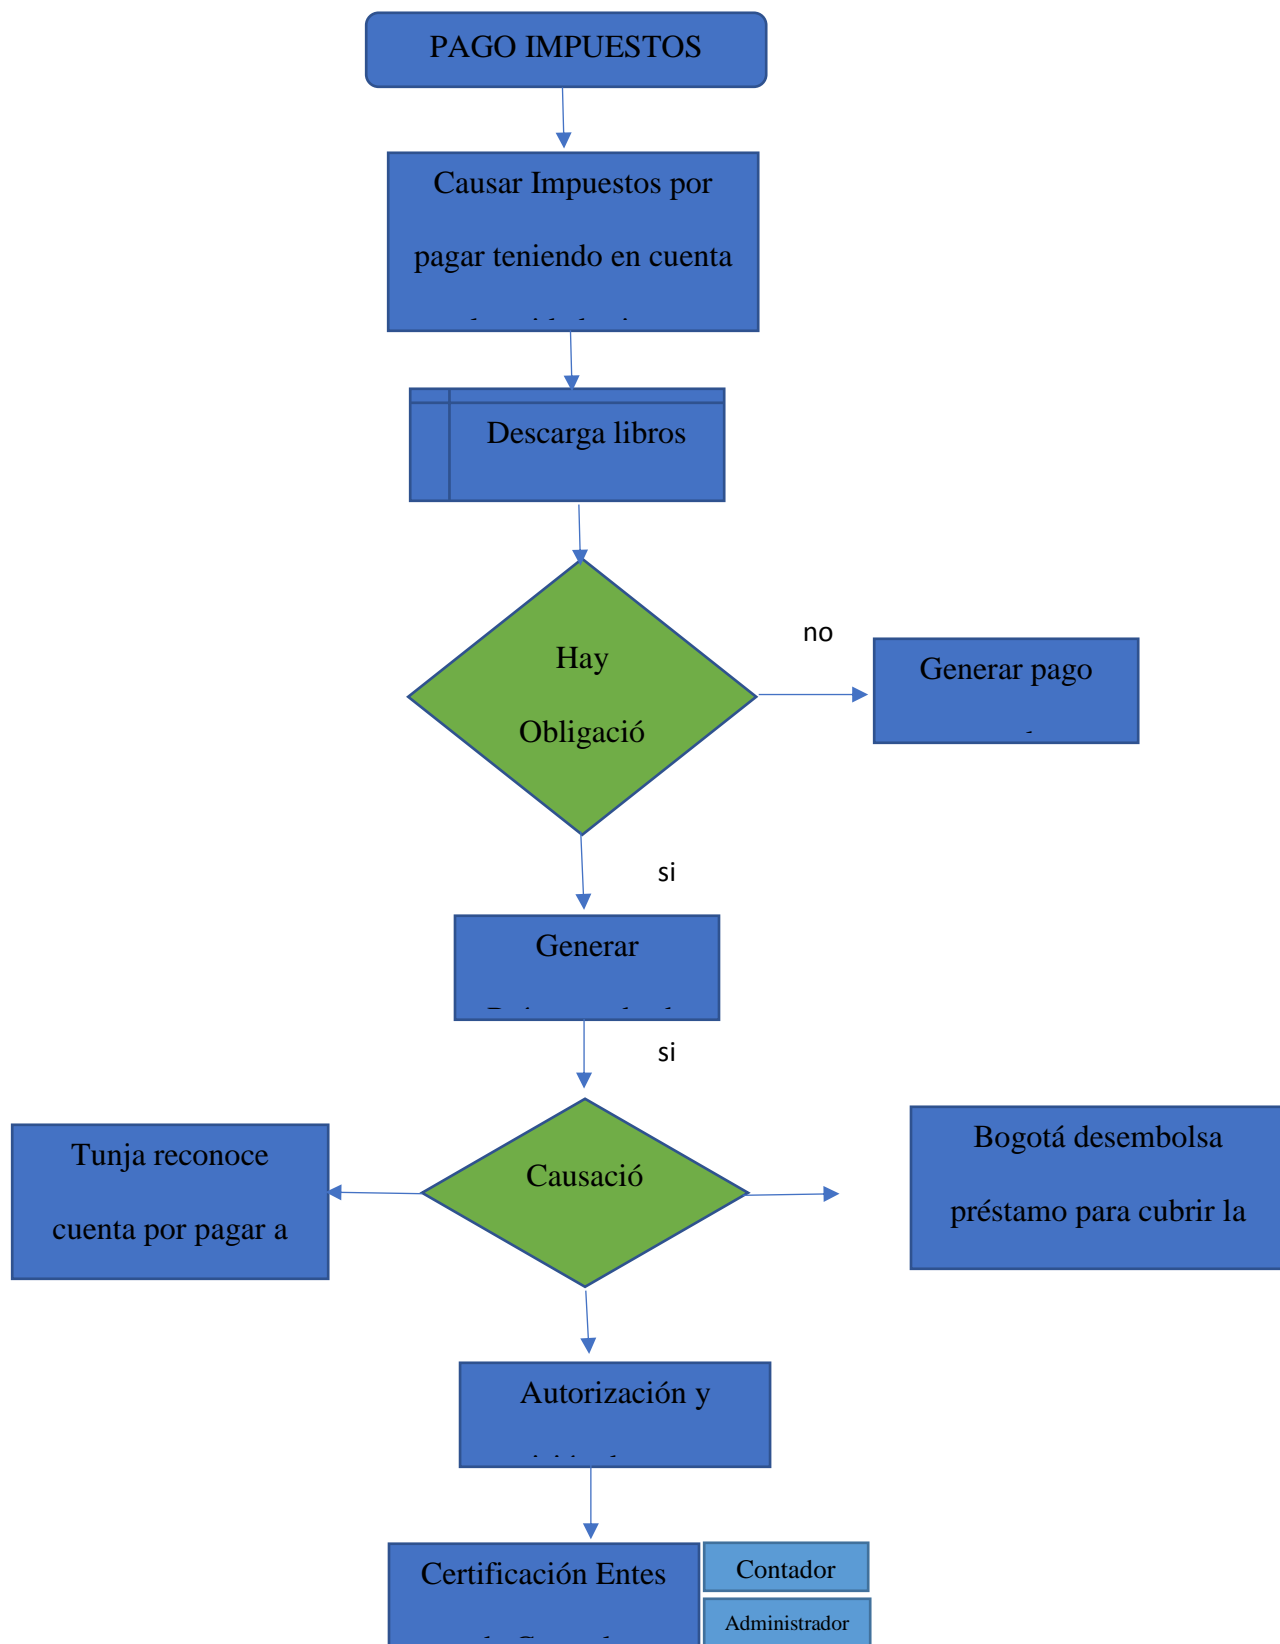 PAGO IMPUESTOS
Causar Impuestos por
pagar teniendo en cuenta
Descarga libros
Hay
Obligació
no
Generar pago
si
Generar
si
Causació
Tunja reconoce
cuenta por pagar a
Bogotá desembolsa
préstamo para cubrir la
Autorización y
Certificación Entes
Contador
Administrador